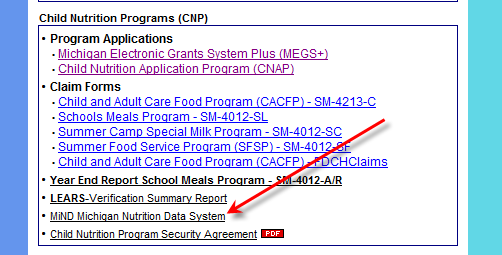 Child Nutrition Programs (CNP)
• Program Applications
• Michigan Electronic Grants System Plus (MEGS+)
• Child Nutrition Application Program (CNAP)
• Claim Forms
• Child and Adult Care Food Program (CACFP) - SM-4213-C
• Schools Meals Program - SM-4012-SL
• Summer Camp Special Milk Program - SM-4012-SC
• Summer Food Service Program (SFSP) - SM-4012-SF
• Child and Adult Care Food Program (CACFP) - FDCHClaims
• Year End Report School Meals Program - SM-4012-A/R
• LEARS-Verification Summary Report
• MiND Michigan Nutrition Data System
• Child Nutrition Program Security Agreement PDF